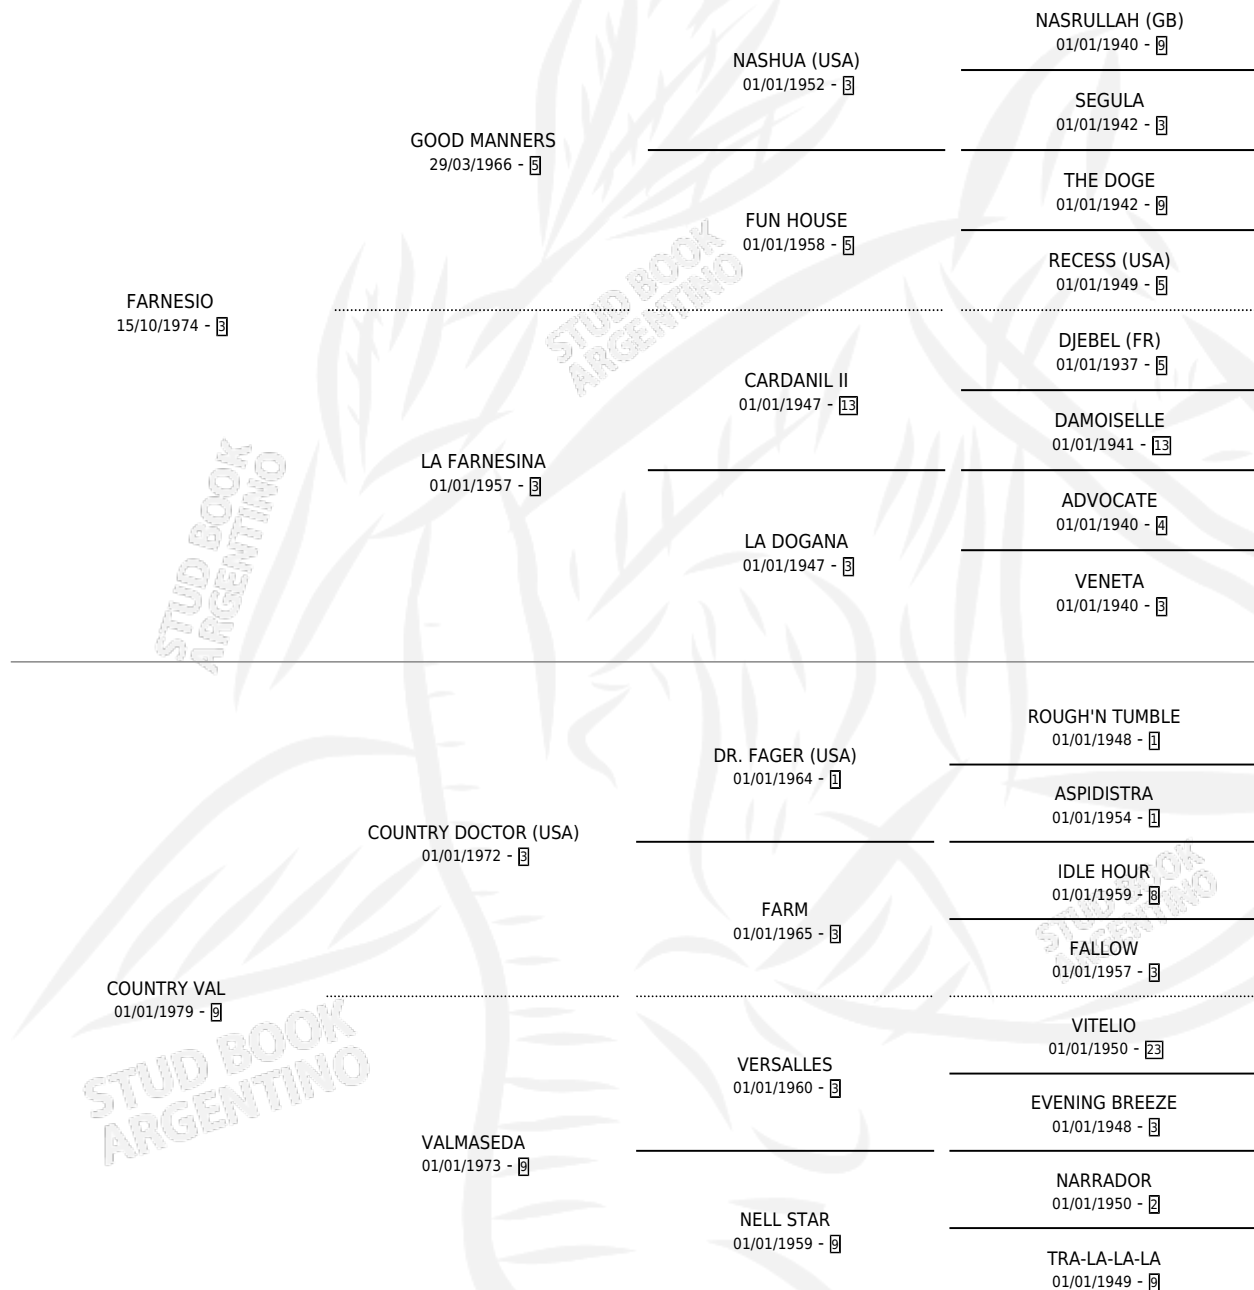 NASRULLAH (GB)
01/01/1940 - 9
NASHUA (USA)
01/01/1952 - 3
SEGULA
01/01/1942 - 3
GOOD MANNERS
29/03/1966 - 5
THE DOGE
01/01/1942 - 9
FUN HOUSE
01/01/1958 - 5
RECESS (USA)
01/01/1949 - 5
FARNESIO
15/10/1974 - 3
DJEBEL (FR)
01/01/1937 - 5
CARDANIL II
01/01/1947 - 13
DAMOISELLE
01/01/1941 - 13
LA FARNESINA
01/01/1957 - 3
ADVOCATE
01/01/1940 - 4
LA DOGANA
01/01/1947 - 3
VENETA
01/01/1940 - 3
ROUGH'N TUMBLE
01/01/1948 - 1
DR. FAGER (USA)
01/01/1964 - 1
ASPIDISTRA
01/01/1954 - 1
COUNTRY DOCTOR (USA)
01/01/1972 - 3
IDLE HOUR
01/01/1959 - 8
FARM
01/01/1965 - 3
FALLOW
01/01/1957 - 3
COUNTRY VAL
01/01/1979 - 9
VITELIO
01/01/1950 - 23
VERSALLES
01/01/1960 - 3
EVENING BREEZE
01/01/1948 - 3
VALMASEDA
01/01/1973 - 9
NARRADOR
01/01/1950 - 2
NELL STAR
01/01/1959 - 9
TRA-LA-LA-LA
01/01/1949 - 9
STUD BOOK
ARGENTINO
STUD BOOK
ARGENTINO
STUD BOOK
ARGENTINO
STUD BOOK
ARGENTINO